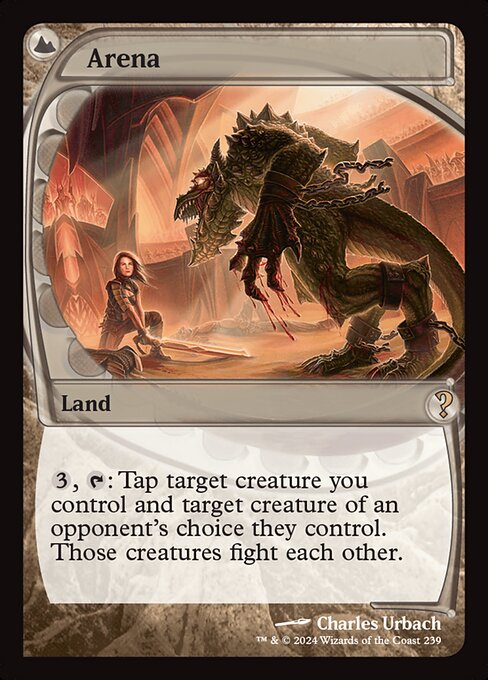 Arena
Land
3, T: Tap target creature you
control and target creature of an
opponent's choice they control.
Those creatures fight each other.
Charles Urbach
™ & © 2024 Wizards of the Coast 239